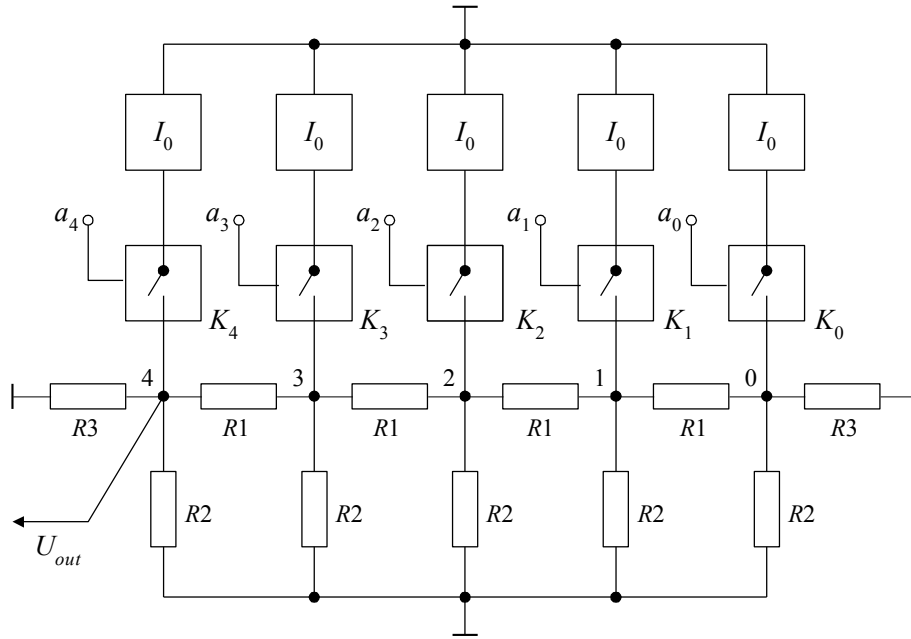 I₀ I₀ I₀ I₀ I₀
a₄ a₃ a₂ a₁ a₀
K₄ K₃ K₂ K₁ K₀
4 3 2 1 0
R3 R1 R1 R1 R1 R3
R2 R2 R2 R2 R2
U_out